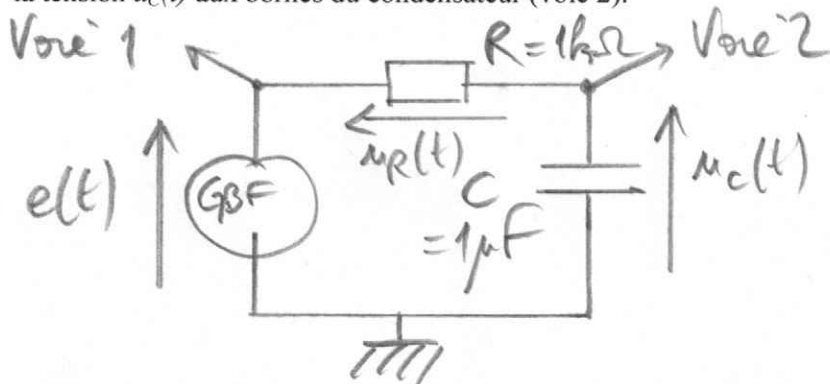 la tension u_C(t) aux bornes du condensateur (voie 2).
Voie 1
R = 1kΩ
Voie 2
u_R(t)
e(t)
GBF
C
= 1μF
u_c(t)